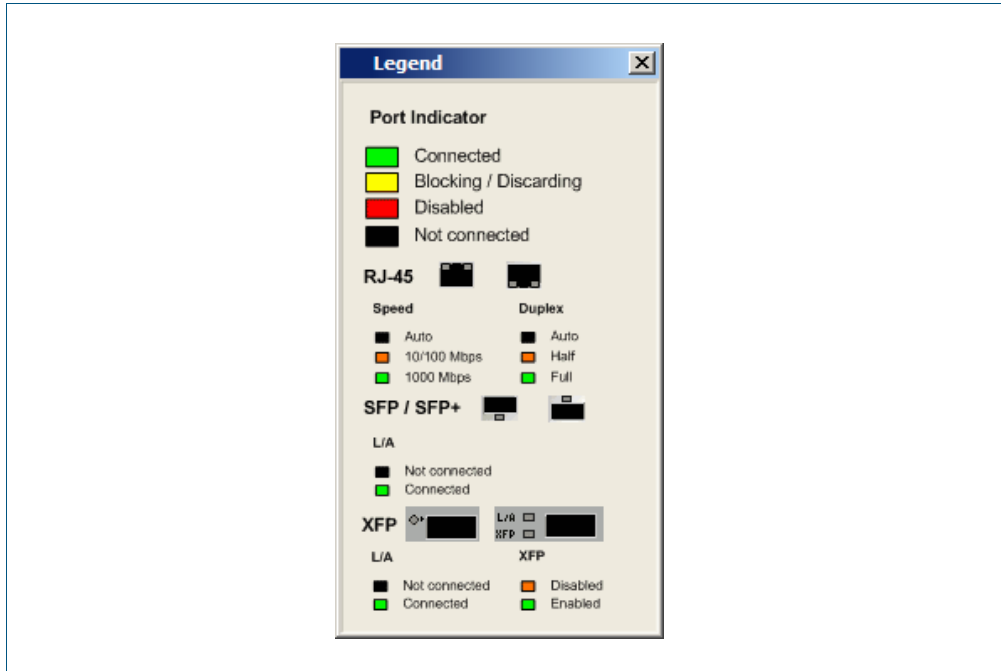 Legend
Port Indicator
Connected
Blocking / Discarding
Disabled
Not connected
RJ-45
Speed Duplex
Auto Auto
10/100 Mbps Half
1000 Mbps Full
SFP / SFP+
L/A
Not connected
Connected
XFP L/A
XFP
L/A XFP
Not connected Disabled
Connected Enabled